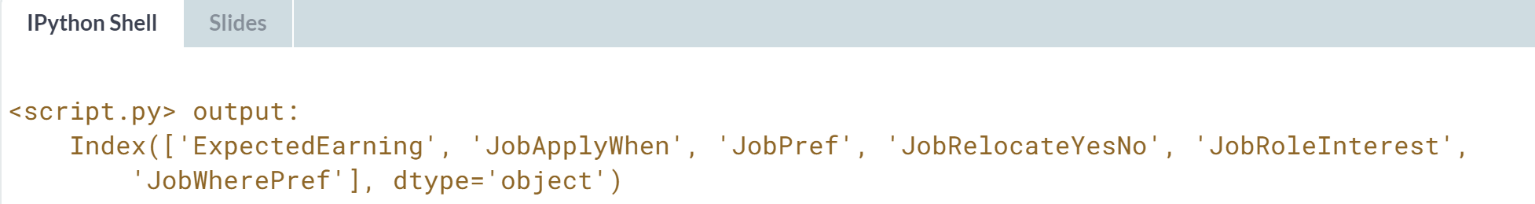 IPython Shell Slides
<script.py> output:
    Index(['ExpectedEarning', 'JobApplyWhen', 'JobPref', 'JobRelocateYesNo', 'JobRoleInterest',
        'JobWherePref'], dtype='object')